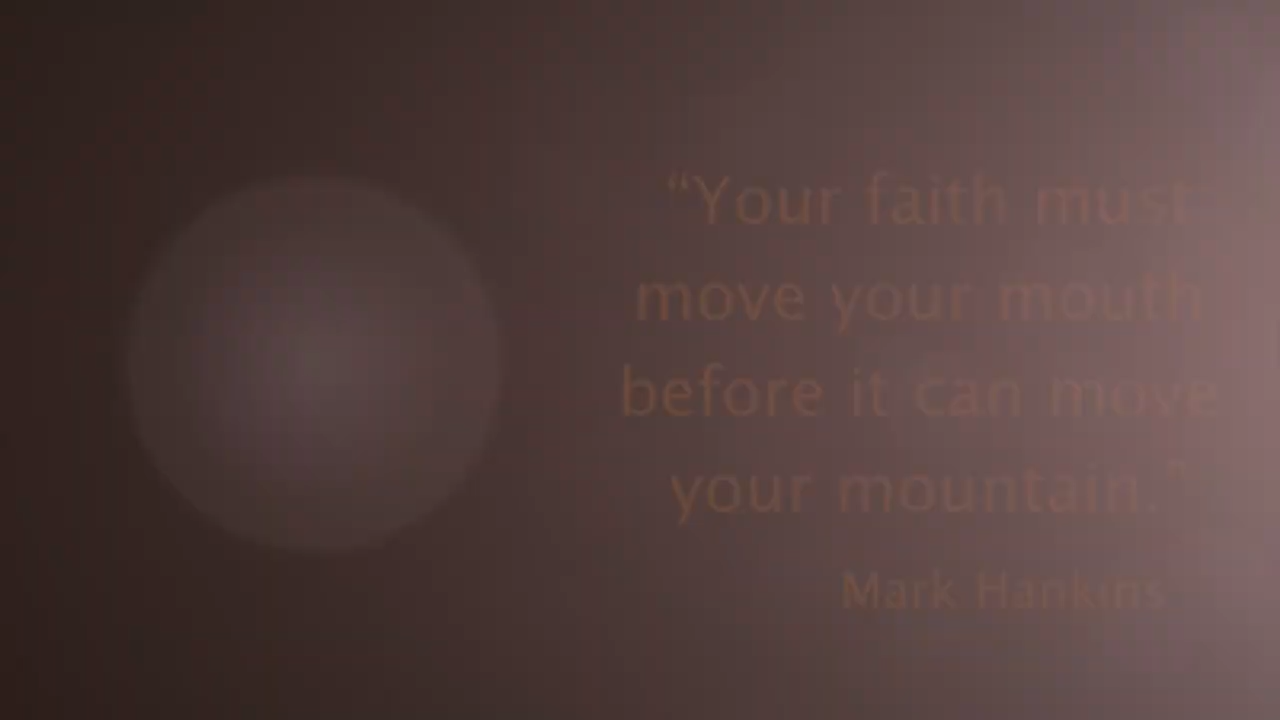 “Your faith must
move your mouth
before it can move
your mountain.”
Mark Hankins